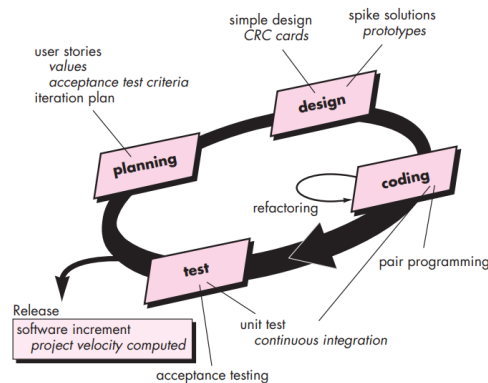 simple design
CRC cards
spike solutions
prototypes
user stories
values
acceptance test criteria
iteration plan
design
planning
coding
refactoring
test
pair programming
Release
software increment
project velocity computed
unit test
continuous integration
acceptance testing